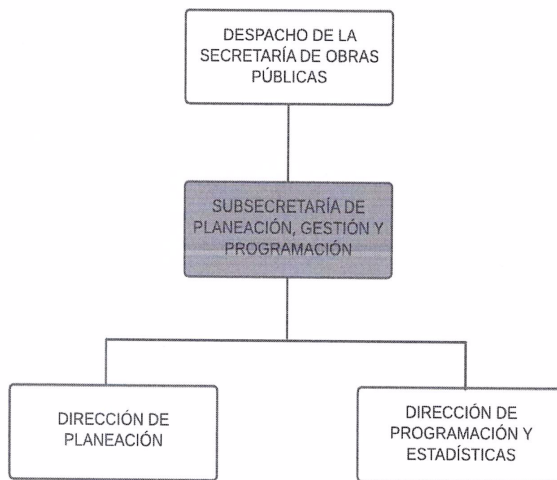 DESPACHO DE LA
SECRETARÍA DE OBRAS
PÚBLICAS
SUBSECRETARÍA DE
PLANEACIÓN, GESTIÓN Y
PROGRAMACIÓN
DIRECCIÓN DE
PLANEACIÓN
DIRECCIÓN DE
PROGRAMACIÓN Y
ESTADÍSTICAS